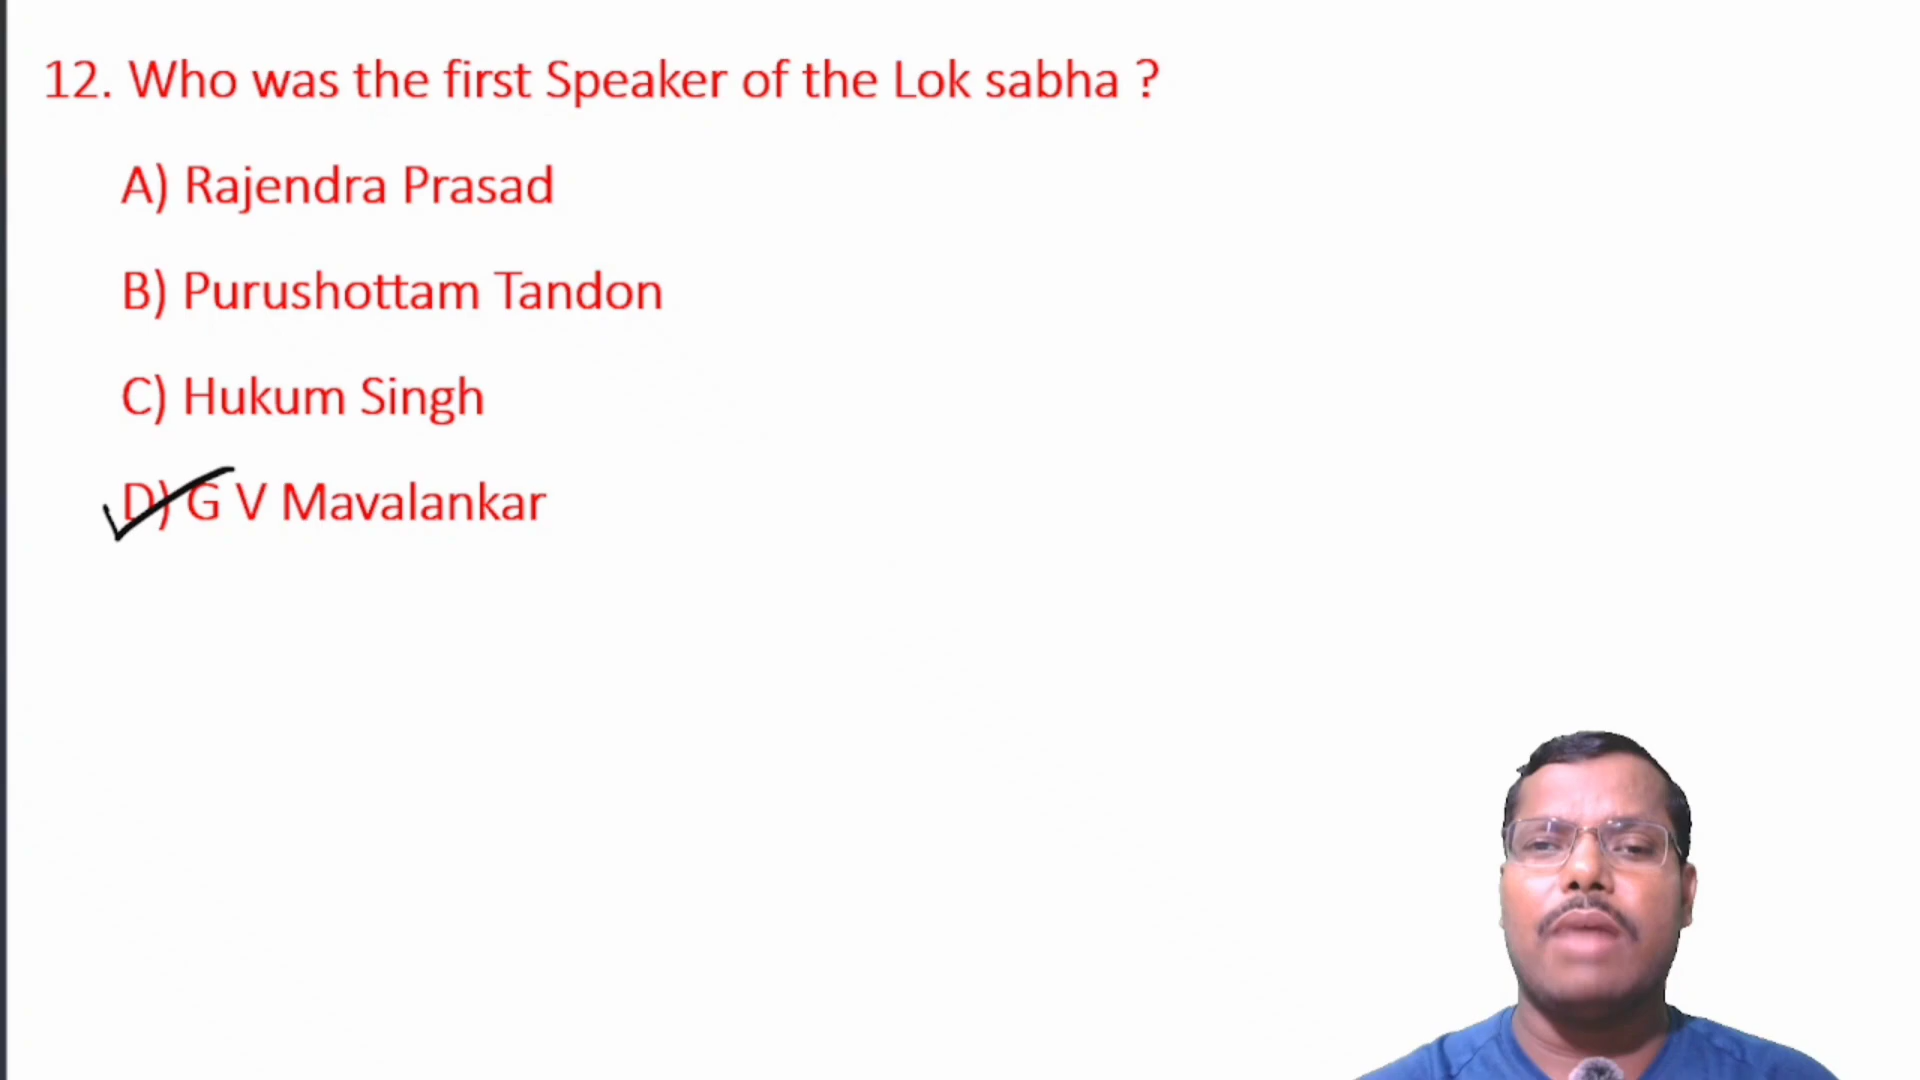 12. Who was the first Speaker of the Lok sabha ?
A) Rajendra Prasad
B) Purushottam Tandon
C) Hukum Singh
D) G V Mavalankar